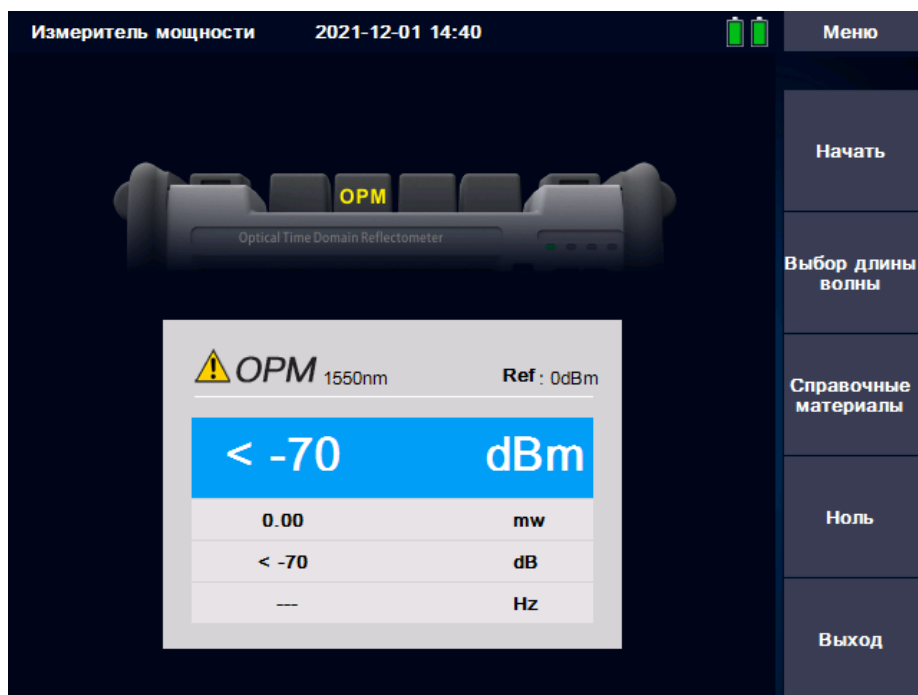 Измеритель мощности 2021-12-01 14:40
Меню
Начать
OPM
Optical Time Domain Reflectometer
Выбор длины
волны
OPM 1550nm Ref : 0dBm
Справочные
материалы
< -70 dBm
0.00 mw
< -70 dB
--- Hz
Ноль
Выход